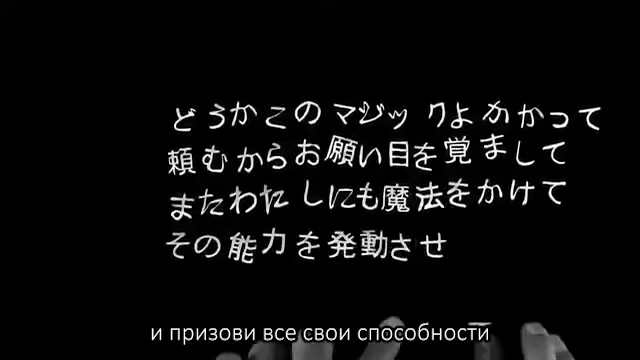 どうかこのマジックよかかって
頼むからお願い目を覚まして
またわたしにも魔法をかけて
その能力を発動させ
и призови все свои способности